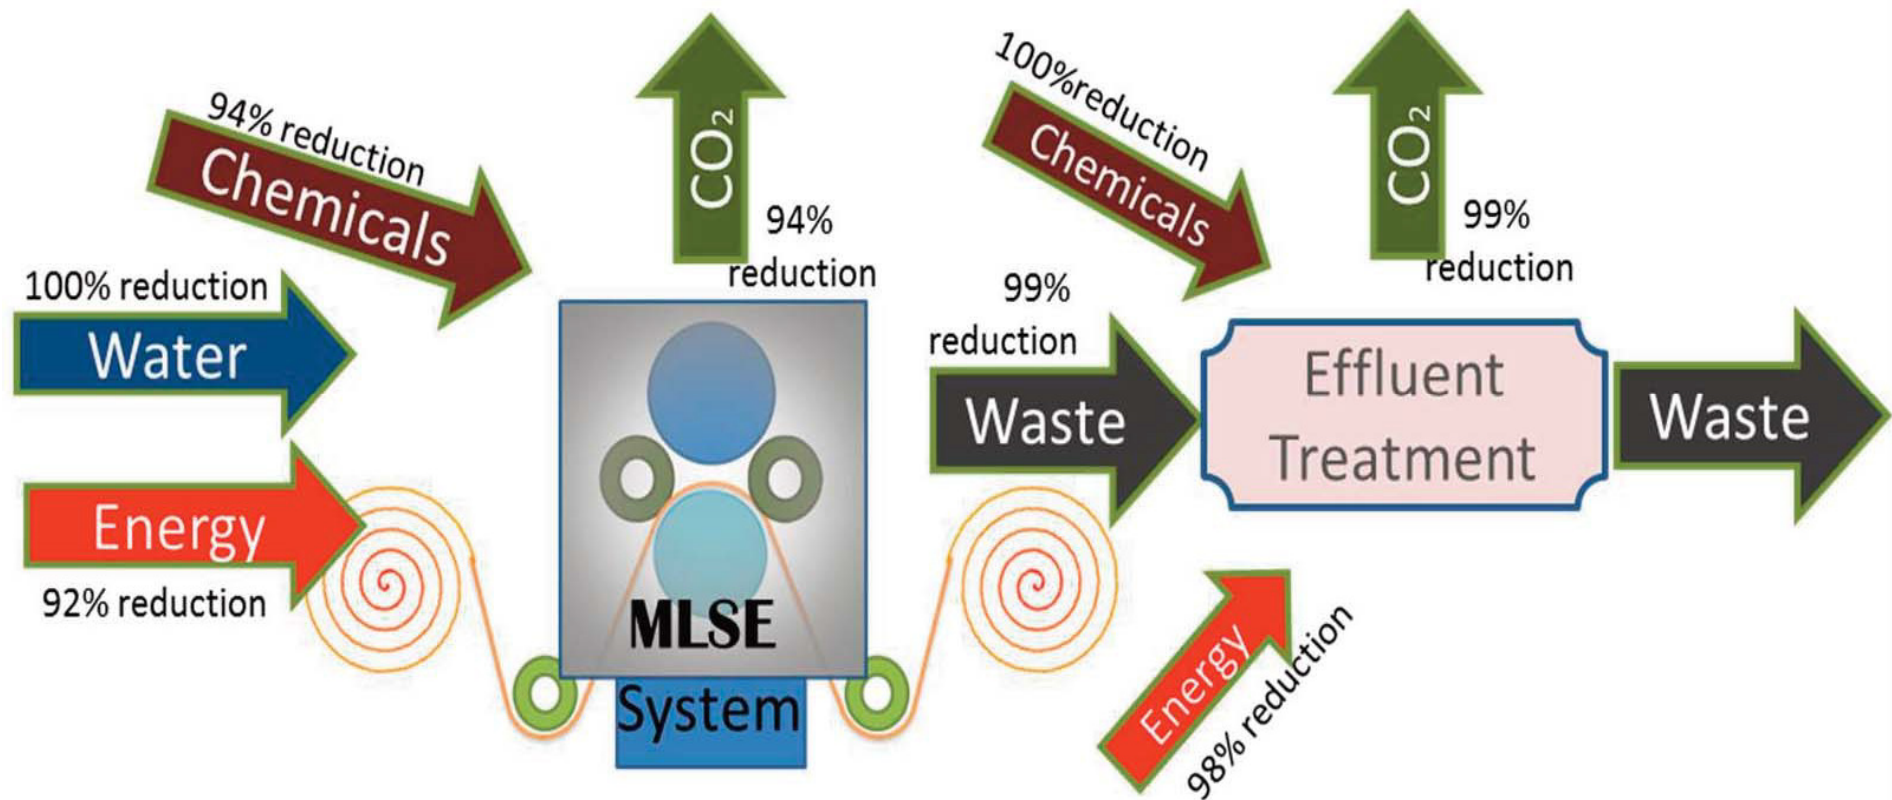 94% reduction
Chemicals
100% reduction
Water
Energy
92% reduction
CO₂
94%
reduction
MLSE
System
100%reduction
Chemicals
CO₂
99%
reduction
99%
reduction
Waste
Effluent
Treatment
Waste
Energy
98% reduction